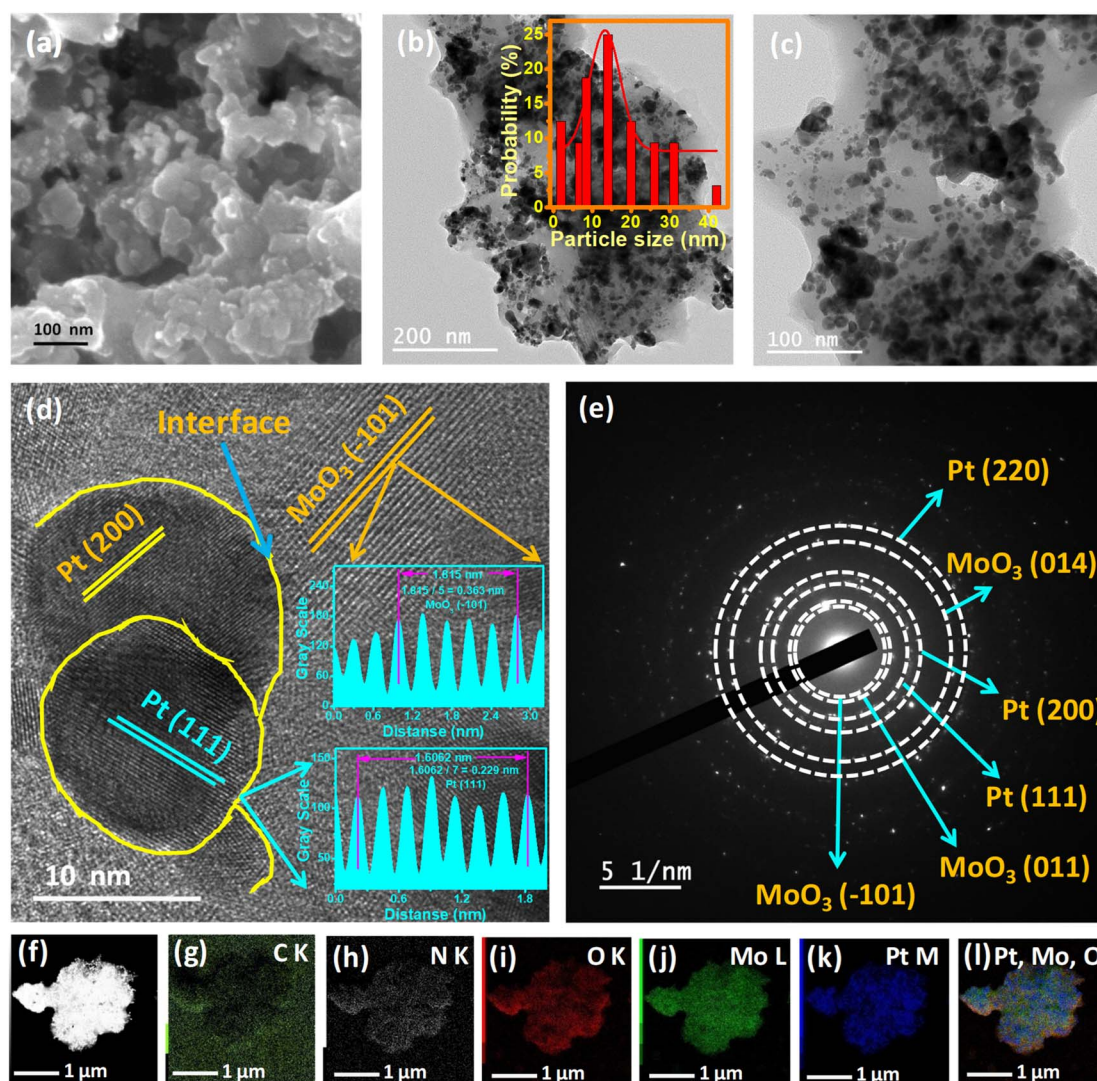 (a)
100 nm
(b)
Probability (%)
25
20
15
10
5
0
0 10 20 30 40
Particle size (nm)
200 nm
(c)
100 nm
(d)
Interface
MoO₃ (-101)
Pt (200)
Pt (111)
10 nm
Gray Scale
240
180
120
60
0
1.815 nm
1.815 / 5 = 0.363 nm
MoO (-101)
0.0 0.6 1.2 1.8 2.4 3.0
Distanse (nm)
Gray Scale
150
100
50
1.6062 nm
1.6062 / 7 = 0.229 nm
Pt (111)
0.0 0.6 1.2 1.8
Distanse (nm)
(e)
Pt (220)
MoO₃ (014)
Pt (200)
Pt (111)
MoO₃ (011)
MoO₃ (-101)
5 1/nm
(f)
1 μm
(g) C K
1 μm
(h) N K
1 μm
(i) O K
1 μm
(j) Mo L
1 μm
(k) Pt M
1 μm
(l) Pt, Mo, O
1 μm